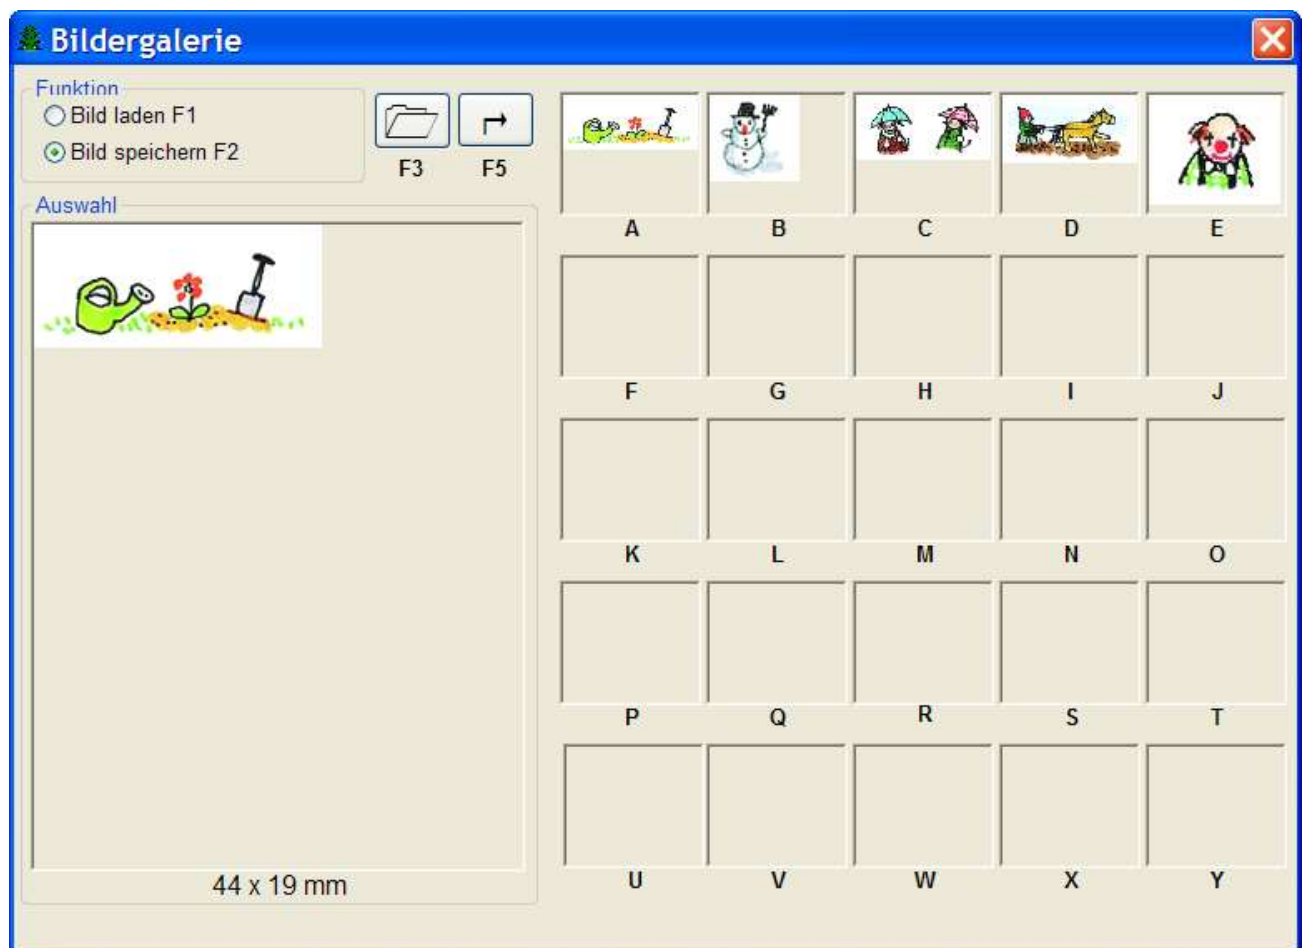 Bildergalerie
Funktion
Bild laden F1
Bild speichern F2
F3 F5
Auswahl
44 x 19 mm
A B C D E
F G H I J
K L M N O
P Q R S T
U V W X Y